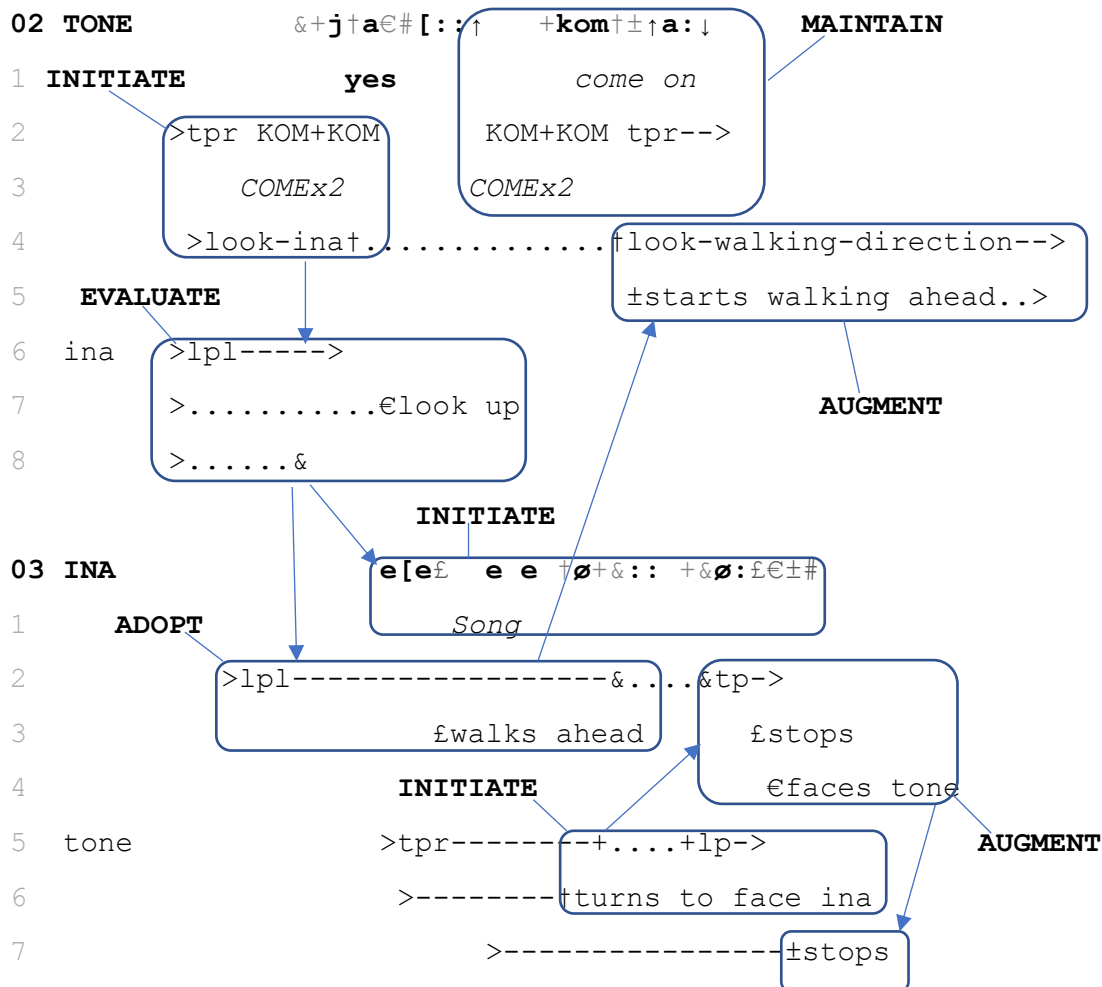 02 TONE &+j†a€#[::↑ +kom†±↑a:↓ MAINTAIN
1 INITIATE yes come on
2 >tpr KOM+KOM KOM+KOM tpr-->
3 COMEx2 COMEx2
4 >look-ina†..............†look-walking-direction-->
5 EVALUATE ±starts walking ahead..>
6 ina >lpl----->
7 >...........€look up AUGMENT
8 >......&
INITIATE
03 INA e[e£ e e †ø+&:: +&ø:£€±#
1 ADOPT Song
2 >lpl------------------&....&tp->
3 £walks ahead £stops
4 INITIATE €faces tone
5 tone >tpr--------+....+lp-> AUGMENT
6 >--------†turns to face ina
7 >----------------±stops